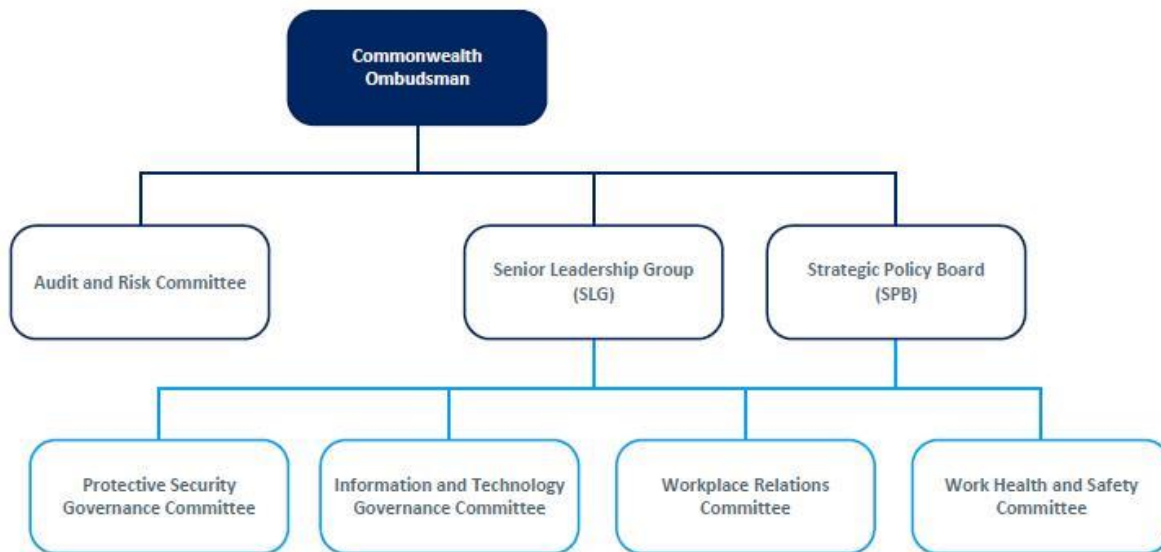 Commonwealth
Ombudsman
Audit and Risk Committee
Senior Leadership Group
(SLG)
Strategic Policy Board
(SPB)
Protective Security
Governance Committee
Information and Technology
Governance Committee
Workplace Relations
Committee
Work Health and Safety
Committee